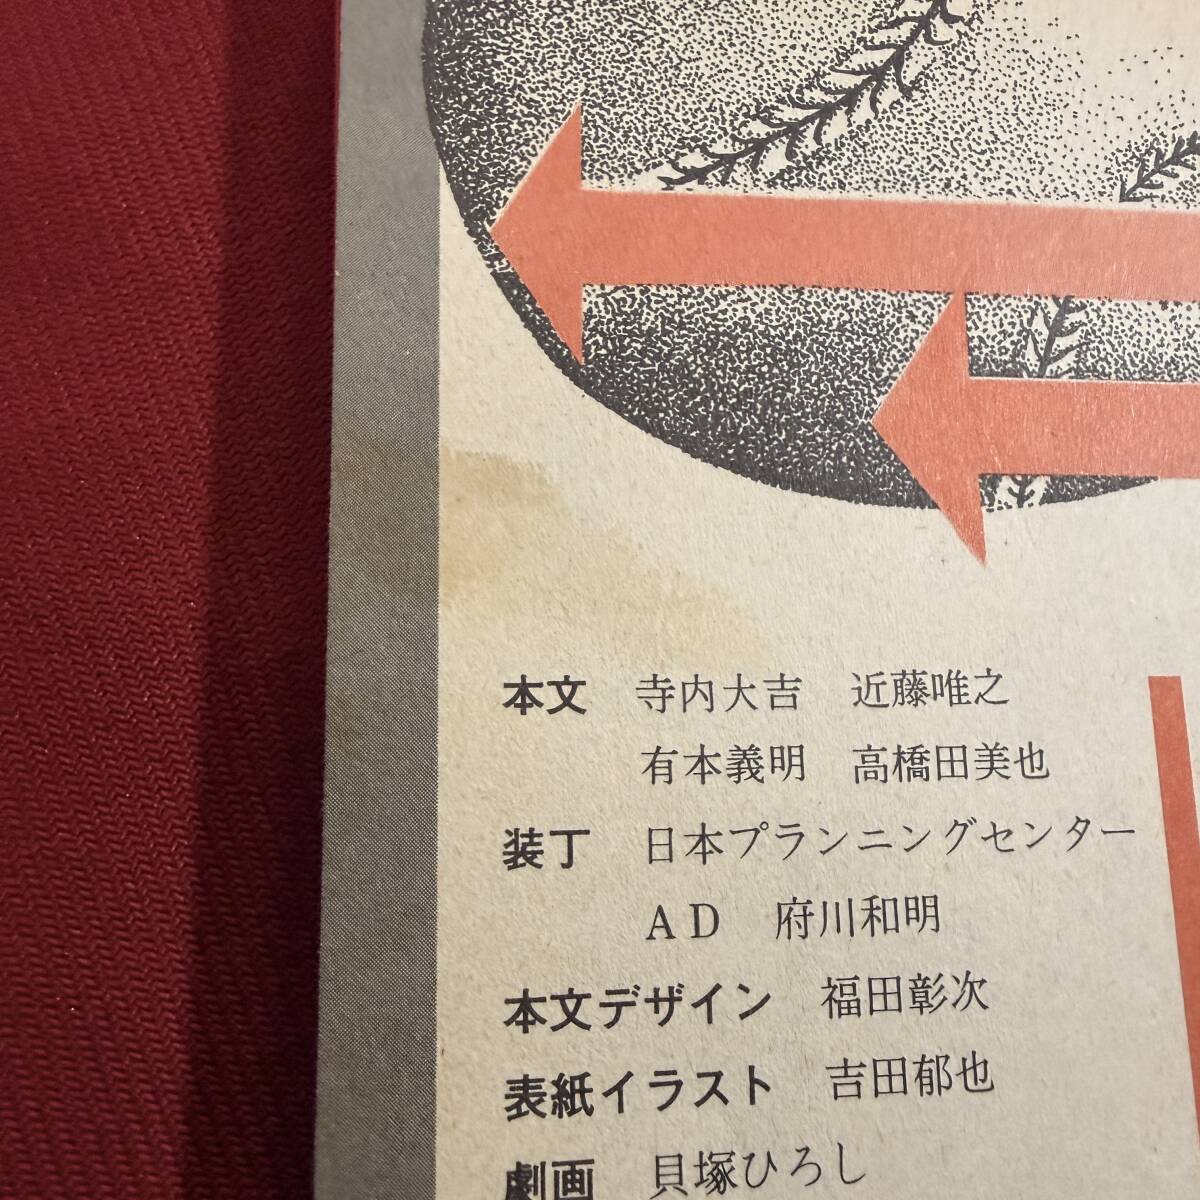 本文 寺内大吉 近藤唯之
有本義明 高橋田美也
装丁 日本プランニングセンター
AD 府川和明
本文デザイン 福田彰次
表紙イラスト 吉田郁也
劇画 貝塚ひろし